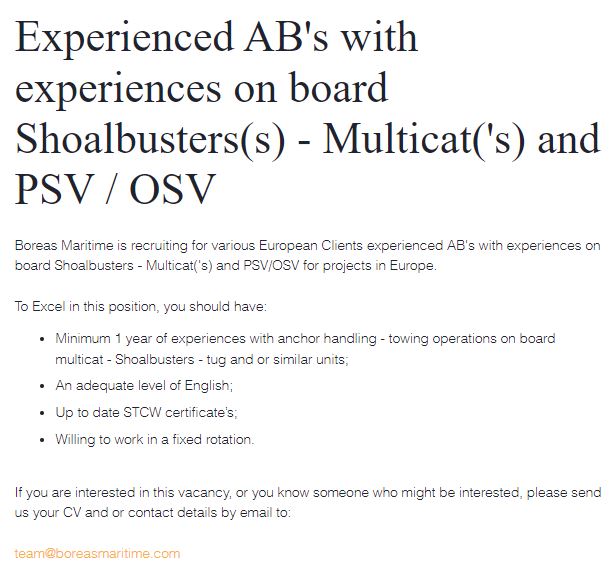 Experienced AB's with
experiences on board
Shoalbusters(s) - Multicat('s) and
PSV / OSV
Boreas Maritime is recruiting for various European Clients experienced AB's with experiences on
board Shoalbusters - Multicat('s) and PSV/OSV for projects in Europe.
To Excel in this position, you should have:
• Minimum 1 year of experiences with anchor handling - towing operations on board
multicat - Shoalbusters - tug and or similar units;
• An adequate level of English;
• Up to date STCW certificate's;
• Willing to work in a fixed rotation.
If you are interested in this vacancy, or you know someone who might be interested, please send
us your CV and or contact details by email to:
team@boreasmaritime.com